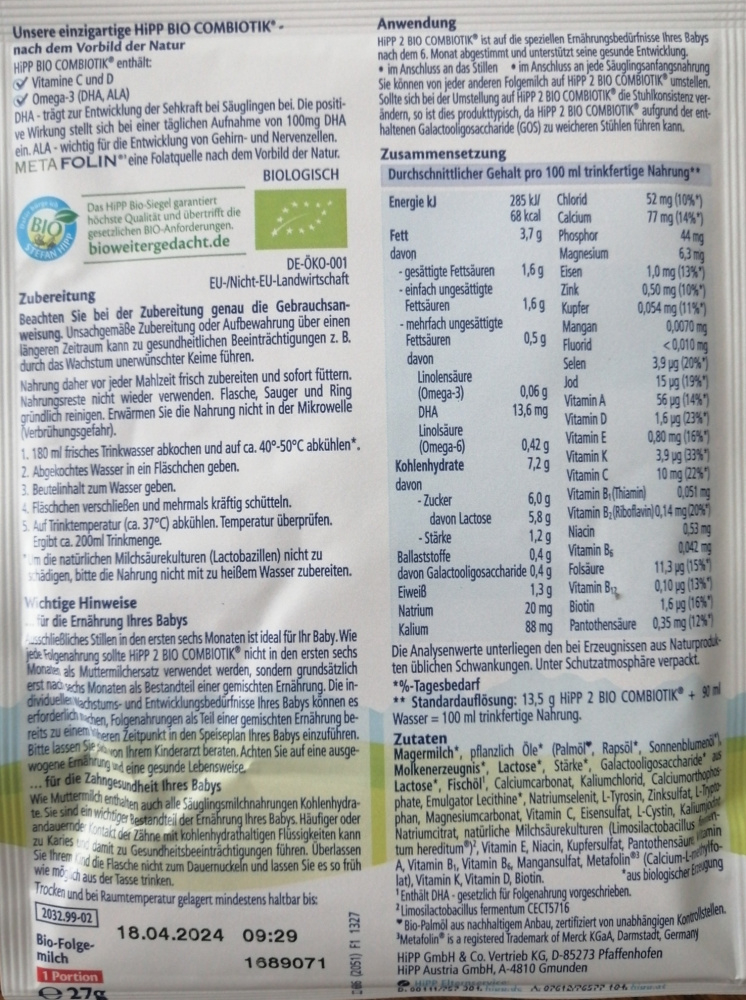 Unsere einzigartige HiPP BIO COMBIOTIK® -
nach dem Vorbild der Natur
HiPP BIO COMBIOTIK® enthält:
Vitamine C und D
Omega-3 (DHA, ALA)
DHA - trägt zur Entwicklung der Sehkraft bei Säuglingen bei. Die positi-
ve Wirkung stellt sich bei einer täglichen Aufnahme von 100mg DHA
ein. ALA - wichtig für die Entwicklung von Gehirn- und Nervenzellen.
METAFOLIN®³ eine Folatquelle nach dem Vorbild der Natur.
BIOLOGISCH
BIO
STEFAN HIPP
Das HiPP Bio-Siegel garantiert
höchste Qualität und übertrifft die
gesetzlichen BIO-Anforderungen.
bioweitergedacht.de
DE-ÖKO-001
EU-/Nicht-EU-Landwirtschaft
Zubereitung
Beachten Sie bei der Zubereitung genau die Gebrauchsan-
weisung. Unsachgemäße Zubereitung oder Aufbewahrung über einen
längeren Zeitraum kann zu gesundheitlichen Beeinträchtigungen z. B.
durch das Wachstum unerwünschter Keime führen.
Nahrung daher vor jeder Mahlzeit frisch zubereiten und sofort füttern.
Nahrungsreste nicht wieder verwenden. Flasche, Sauger und Ring
gründlich reinigen. Erwärmen Sie die Nahrung nicht in der Mikrowelle
(Verbrühungsgefahr).
1. 180 ml frisches Trinkwasser abkochen und auf ca. 40°-50°C abkühlen*.
2. Abgekochtes Wasser in ein Fläschchen geben.
3. Beutelinhalt zum Wasser geben.
4. Fläschchen verschließen und mehrmals kräftig schütteln.
5. Auf Trinktemperatur (ca. 37°C) abkühlen. Temperatur überprüfen.
Ergibt ca. 200ml Trinkmenge.
*Um die natürlichen Milchsäurekulturen (Lactobazillen) nicht zu
schädigen, bitte die Nahrung nicht mit zu heißem Wasser zubereiten.
Wichtige Hinweise
... für die Ernährung Ihres Babys
Ausschließliches Stillen in den ersten sechs Monaten ist ideal für Ihr Baby. Wie
jede Folgenahrung sollte HiPP 2 BIO COMBIOTIK® nicht in den ersten sechs
Monaten als Muttermilchersatz verwendet werden, sondern grundsätzlich
erst nach sechs Monaten als Bestandteil einer gemischten Ernährung. Die in-
dividuellen Wachstums- und Entwicklungsbedürfnisse Ihres Babys können es
erforderlich machen, Folgenahrungen als Teil einer gemischten Ernährung be-
reits zu einem früheren Zeitpunkt in den Speiseplan Ihres Babys einzuführen.
Bitte lassen Sie sich von Ihrem Kinderarzt beraten. Achten Sie auf eine ausge-
wogene Ernährung und eine gesunde Lebensweise.
... für die Zahngesundheit Ihres Babys
Wie Muttermilch enthalten auch alle Säuglingsmilchnahrungen Kohlenhydra-
te. Sie sind ein wichtiger Bestandteil der Ernährung Ihres Babys. Häufiger oder
andauernder Kontakt der Zähne mit kohlenhydrathaltigen Flüssigkeiten kann
zu Karies und damit zu Gesundheitsbeeinträchtigungen führen. Überlassen
Sie Ihrem Kind die Flasche nicht zum Dauernuckeln und lassen Sie es so früh
wie möglich aus der Tasse trinken.
Trocken und bei Raumtemperatur gelagert mindestens haltbar bis:
2032.99-02
18.04.2024 09:29
1689071
Bio-Folge-
milch
1 Portion
e 27g
(2051) F1 1327
Anwendung
HiPP 2 BIO COMBIOTIK® ist auf die speziellen Ernährungsbedürfnisse Ihres Babys
nach dem 6. Monat abgestimmt und unterstützt seine gesunde Entwicklung.
• im Anschluss an das Stillen • im Anschluss an jede Säuglingsanfangsnahrung
Sie können von jeder anderen Folgemilch auf HiPP 2 BIO COMBIOTIK® umstellen.
Sollte sich bei der Umstellung auf HiPP 2 BIO COMBIOTIK® die Stuhlkonsistenz ver-
ändern, so ist dies produkttypisch, da HiPP 2 BIO COMBIOTIK® aufgrund der ent-
haltenen Galactooligosaccharide (GOS) zu weicheren Stühlen führen kann.
Zusammensetzung
Durchschnittlicher Gehalt pro 100 ml trinkfertige Nahrung**
Energie kJ 285 kJ/
68 kcal
Fett 3,7 g
davon
- gesättigte Fettsäuren 1,6 g
- einfach ungesättigte
Fettsäuren 1,6 g
- mehrfach ungesättigte
Fettsäuren 0,5 g
davon
Linolensäure
(Omega-3) 0,06 g
DHA 13,6 mg
Linolsäure
(Omega-6) 0,42 g
Kohlenhydrate 7,2 g
davon
- Zucker 6,0 g
davon Lactose 5,8 g
- Stärke 1,2 g
Ballaststoffe 0,4 g
davon Galactooligosaccharide 0,4 g
Eiweiß 1,3 g
Natrium 20 mg
Kalium 88 mg
Chlorid 52 mg (10%*)
Calcium 77 mg (14%*)
Phosphor 44 mg
Magnesium 6,3 mg
Eisen 1,0 mg (13%*)
Zink 0,50 mg (10%*)
Kupfer 0,054 mg (11%*)
Mangan 0,0070 mg
Fluorid < 0,010 mg
Selen 3,9 µg (20%*)
Jod 15 µg (19%*)
Vitamin A 56 µg (14%*)
Vitamin D 1,6 µg (23%*)
Vitamin E 0,80 mg (16%*)
Vitamin K 3,9 µg (33%*)
Vitamin C 10 mg (22%*)
Vitamin B₁ (Thiamin) 0,051 mg
Vitamin B₂ (Riboflavin) 0,14 mg (20%*)
Niacin 0,53 mg
Vitamin B₆ 0,042 mg
Folsäure 11,3 µg (15%*)
Vitamin B₁₂ 0,10 µg (13%*)
Biotin 1,6 µg (16%*)
Pantothensäure 0,35 mg (12%*)
Die Analysenwerte unterliegen den bei Erzeugnissen aus Naturproduk-
ten üblichen Schwankungen. Unter Schutzatmosphäre verpackt.
*%-Tagesbedarf
** Standardauflösung: 13,5 g HiPP 2 BIO COMBIOTIK® + 90 ml
Wasser = 100 ml trinkfertige Nahrung.
Zutaten
Magermilch*, pflanzlich Öle* (Palmöl♥, Rapsöl*, Sonnenblumenöl*),
Molkenerzeugnis*, Lactose*, Stärke*, Galactooligosaccharide* aus
Lactose*, Fischöl¹, Calciumcarbonat, Kaliumchlorid, Calciumorthophos-
phate, Emulgator Lecithine*, Natriumselenit, L-Tyrosin, Zinksulfat, L-Trypto-
phan, Magnesiumcarbonat, Vitamin C, Eisensulfat, L-Cystin, Kaliumjodat,
Natriumcitrat, natürliche Milchsäurekulturen (Limosilactobacillus fermen-
tum hereditum®)², Vitamin E, Niacin, Kupfersulfat, Pantothensäure, Vitamin
A, Vitamin B₁, Vitamin B₆, Mangansulfat, Metafolin®³ (Calcium-L-methylfo-
lat), Vitamin K, Vitamin D, Biotin. *aus biologischer Erzeugung
¹Enthält DHA - gesetzlich für Folgenahrung vorgeschrieben.
²Limosilactobacillus fermentum CECT5716
♥Bio-Palmöl aus nachhaltigem Anbau, zertifiziert von unabhängigen Kontrollstellen.
³Metafolin® is a registered Trademark of Merck KGaA, Darmstadt, Germany
HiPP GmbH & Co. Vertrieb KG, D-85273 Pfaffenhofen
HiPP Austria GmbH, A-4810 Gmunden